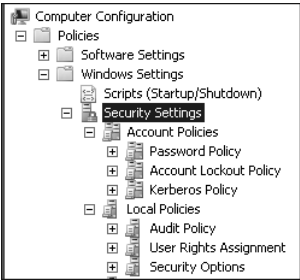 Computer Configuration
Policies
Software Settings
Windows Settings
Scripts (Startup/Shutdown)
Security Settings
Account Policies
Password Policy
Account Lockout Policy
Kerberos Policy
Local Policies
Audit Policy
User Rights Assignment
Security Options